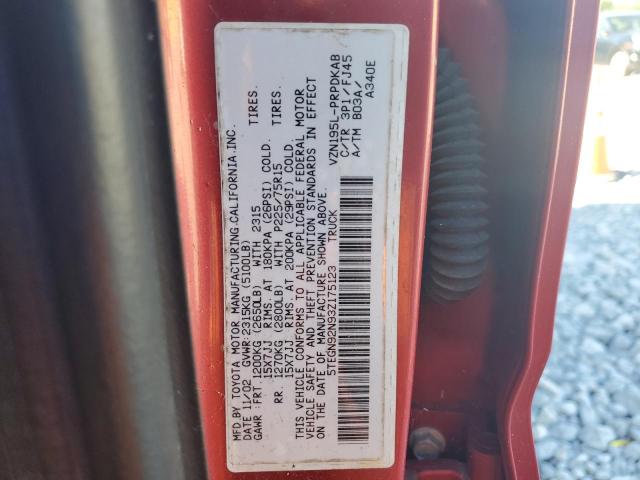 MFD BY TOYOTA MOTOR MANUFACTURING CALIFORNIA.INC.
DATE 11/02 GVWR:2315KG (5100LB)
GAWR :FRT.1200KG (2650LB) WITH 2315 TIRES.
15X7JJ RIMS.AT 180KPA (26PSI) COLD.
RR. 1270KG (2800LB) WITH P225/75R15 TIRES.
15X7JJ RIMS.AT 200KPA (29PSI) COLD.
THIS VEHICLE CONFORMS TO ALL APPLICABLE FEDERAL MOTOR
VEHICLE SAFETY AND THEFT PREVENTION STANDARDS IN EFFECT
ON THE DATE OF MANUFACTURE SHOWN ABOVE.
5TEGN92N93Z175123 TRUCK
VZN195L-PRPDKAB
C/TR 3P1/FJ45
A/TM B03A/
A340E